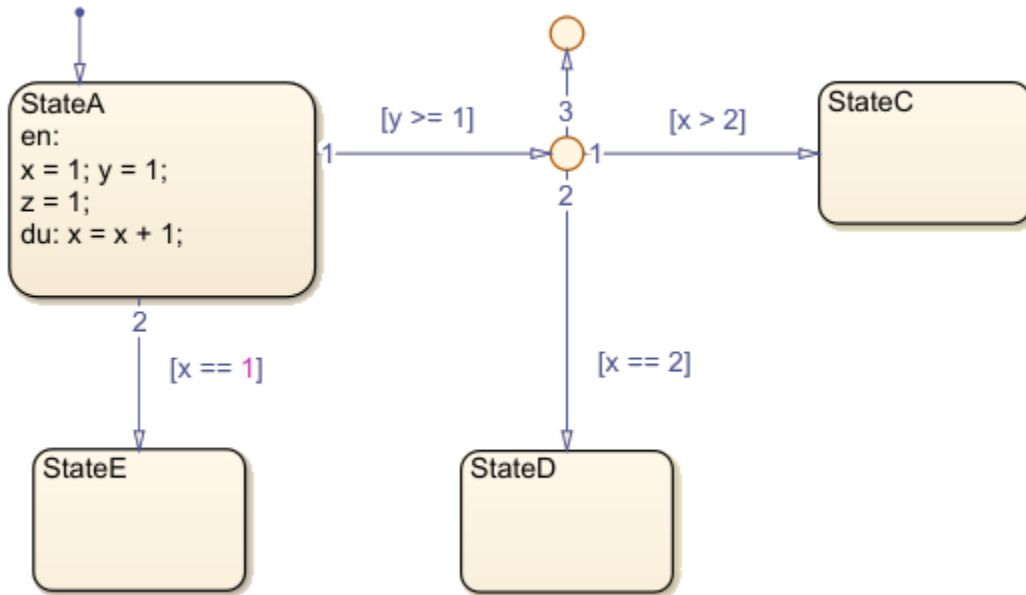 StateA
en:
x = 1; y = 1;
z = 1;
du: x = x + 1;
1
[y >= 1]
3
1
[x > 2]
StateC
2
2
[x == 1]
[x == 2]
StateE
StateD